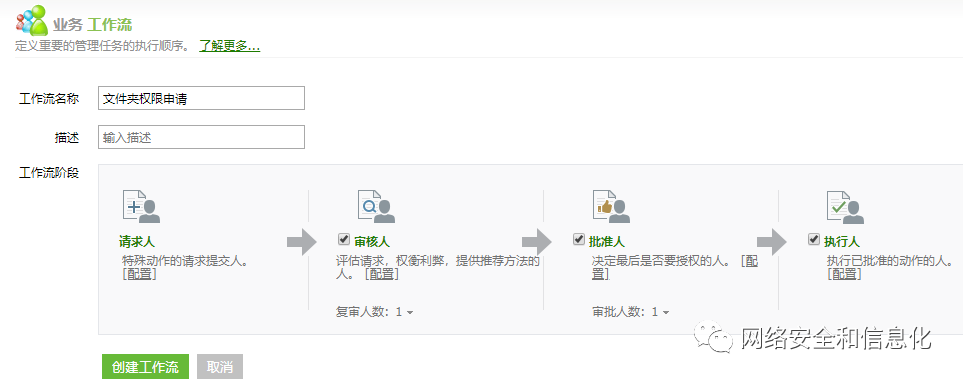 业务 工作流
定义重要的管理任务的执行顺序。 了解更多...
工作流名称 文件夹权限申请
描述 输入描述
工作流阶段
请求人
特殊动作的请求提交人。
[配置]
审核人
评估请求，权衡利弊，提供推荐方法的
人。 [配置]
复审人数：1
批准人
决定最后是否要授权的人。 [配
置]
审批人数：1
执行人
执行已批准的动作的人。
[配置]
创建工作流 取消
网络安全和信息化